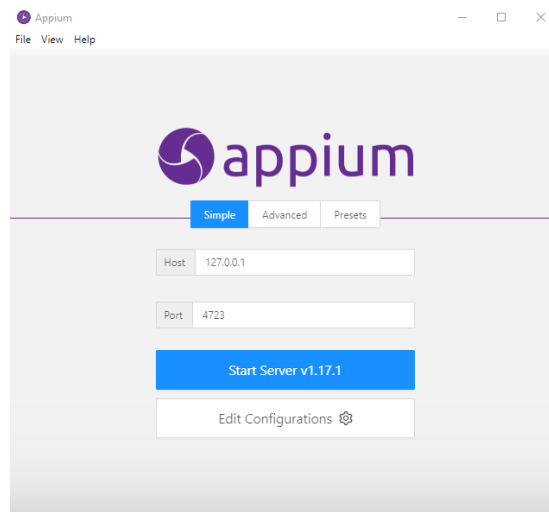 Appium
File View Help
appium
Simple Advanced Presets
Host 127.0.0.1
Port 4723
Start Server v1.17.1
Edit Configurations